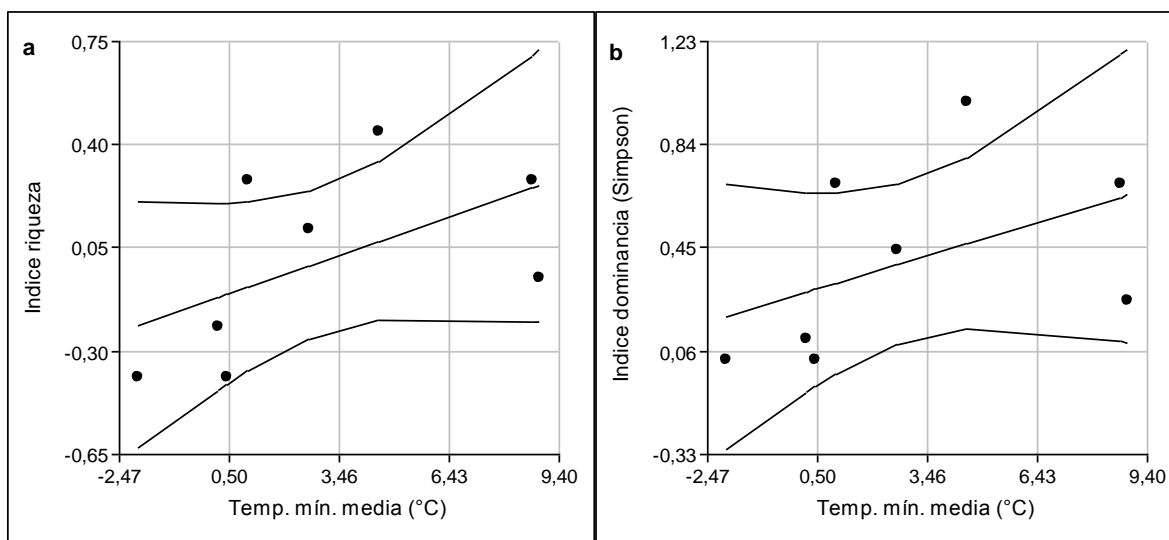 a
0,75
0,40
0,05
-0,30
-0,65
Indice riqueza
-2,47 0,50 3,46 6,43 9,40
Temp. mín. media (°C)
b
1,23
0,84
0,45
0,06
-0,33
Indice dominancia (Simpson)
-2,47 0,50 3,46 6,43 9,40
Temp. mín. media (°C)